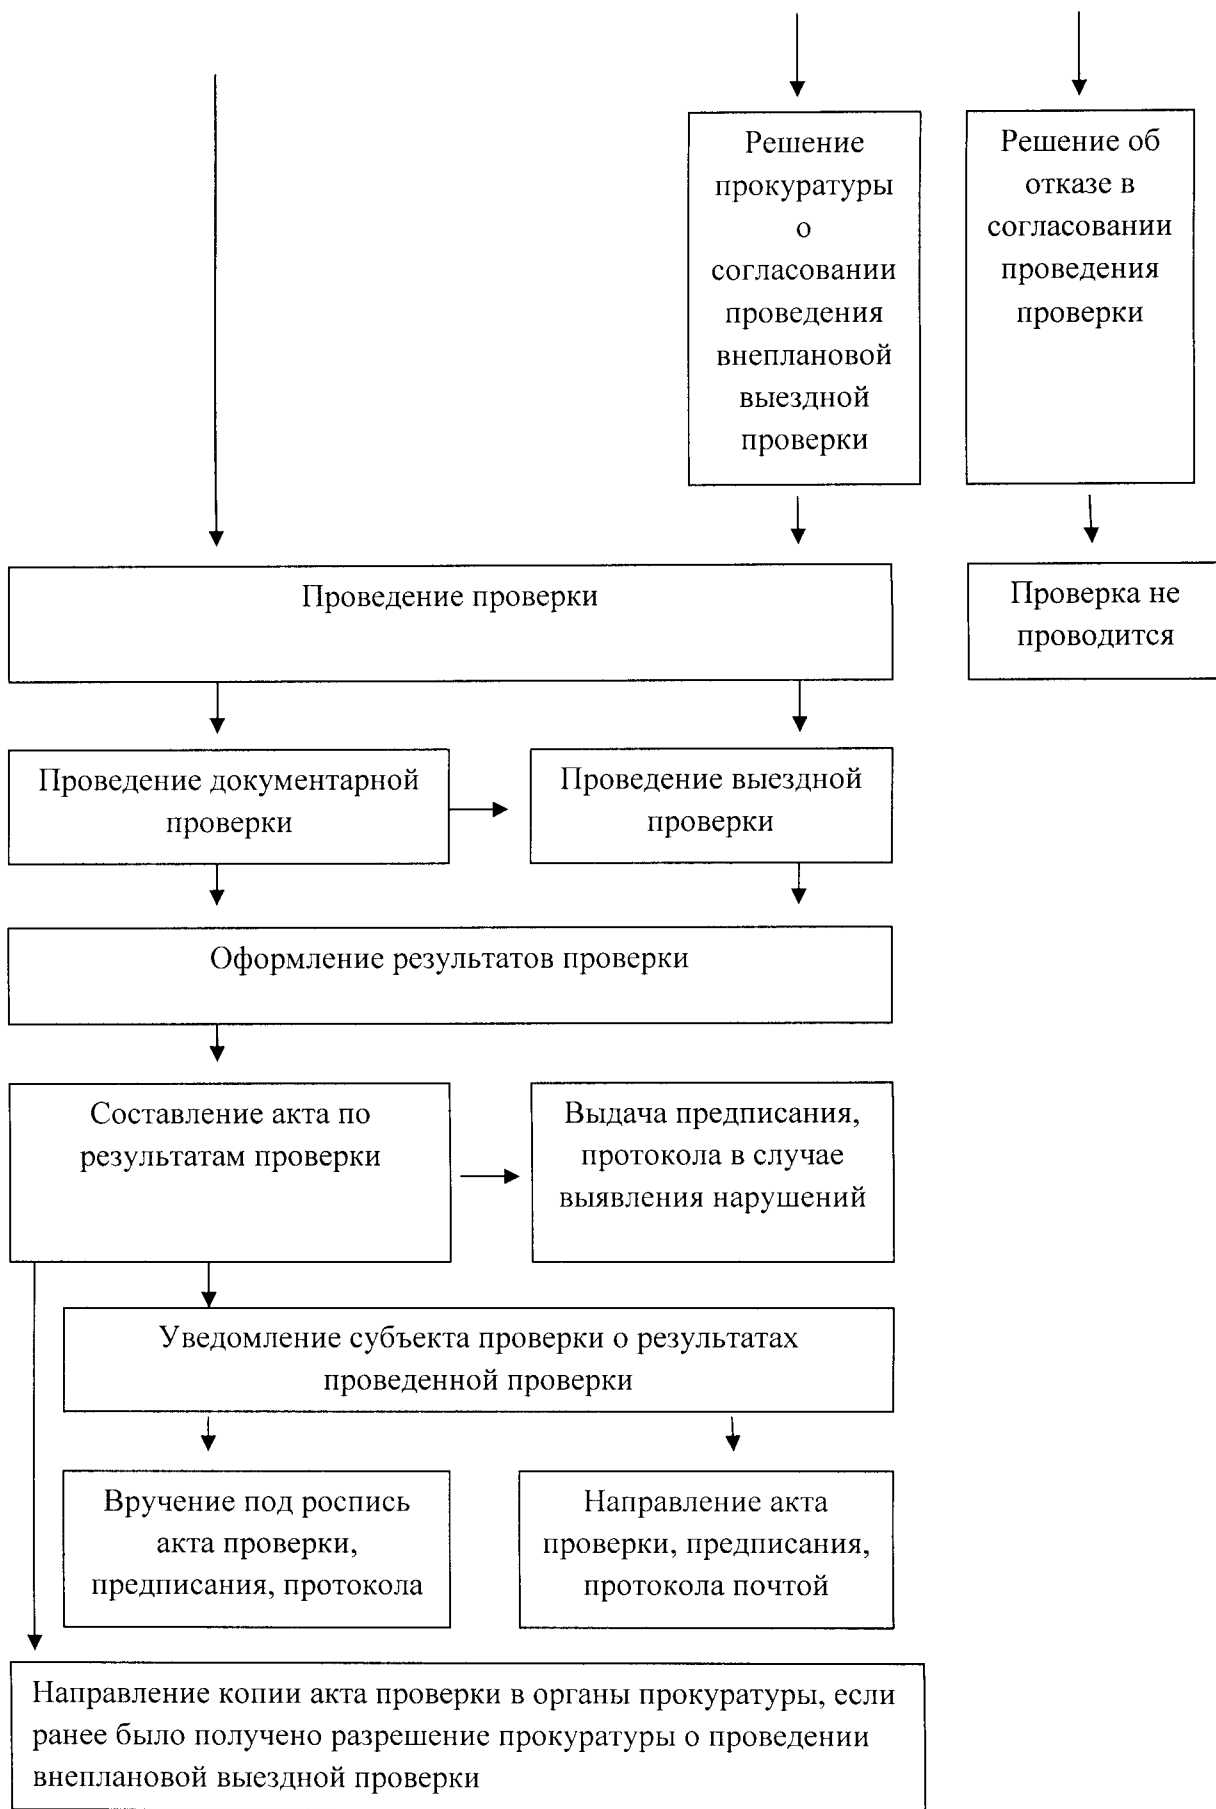 Решение
прокуратуры
о
согласовании
проведения
внеплановой
выездной
проверки
Решение об
отказе в
согласовании
проведения
проверки
Проведение проверки
Проверка не
проводится
Проведение документарной
проверки
Проведение выездной
проверки
Оформление результатов проверки
Составление акта по
результатам проверки
Выдача предписания,
протокола в случае
выявления нарушений
Уведомление субъекта проверки о результатах
проведенной проверки
Вручение под роспись
акта проверки,
предписания, протокола
Направление акта
проверки, предписания,
протокола почтой
Направление копии акта проверки в органы прокуратуры, если
ранее было получено разрешение прокуратуры о проведении
внеплановой выездной проверки